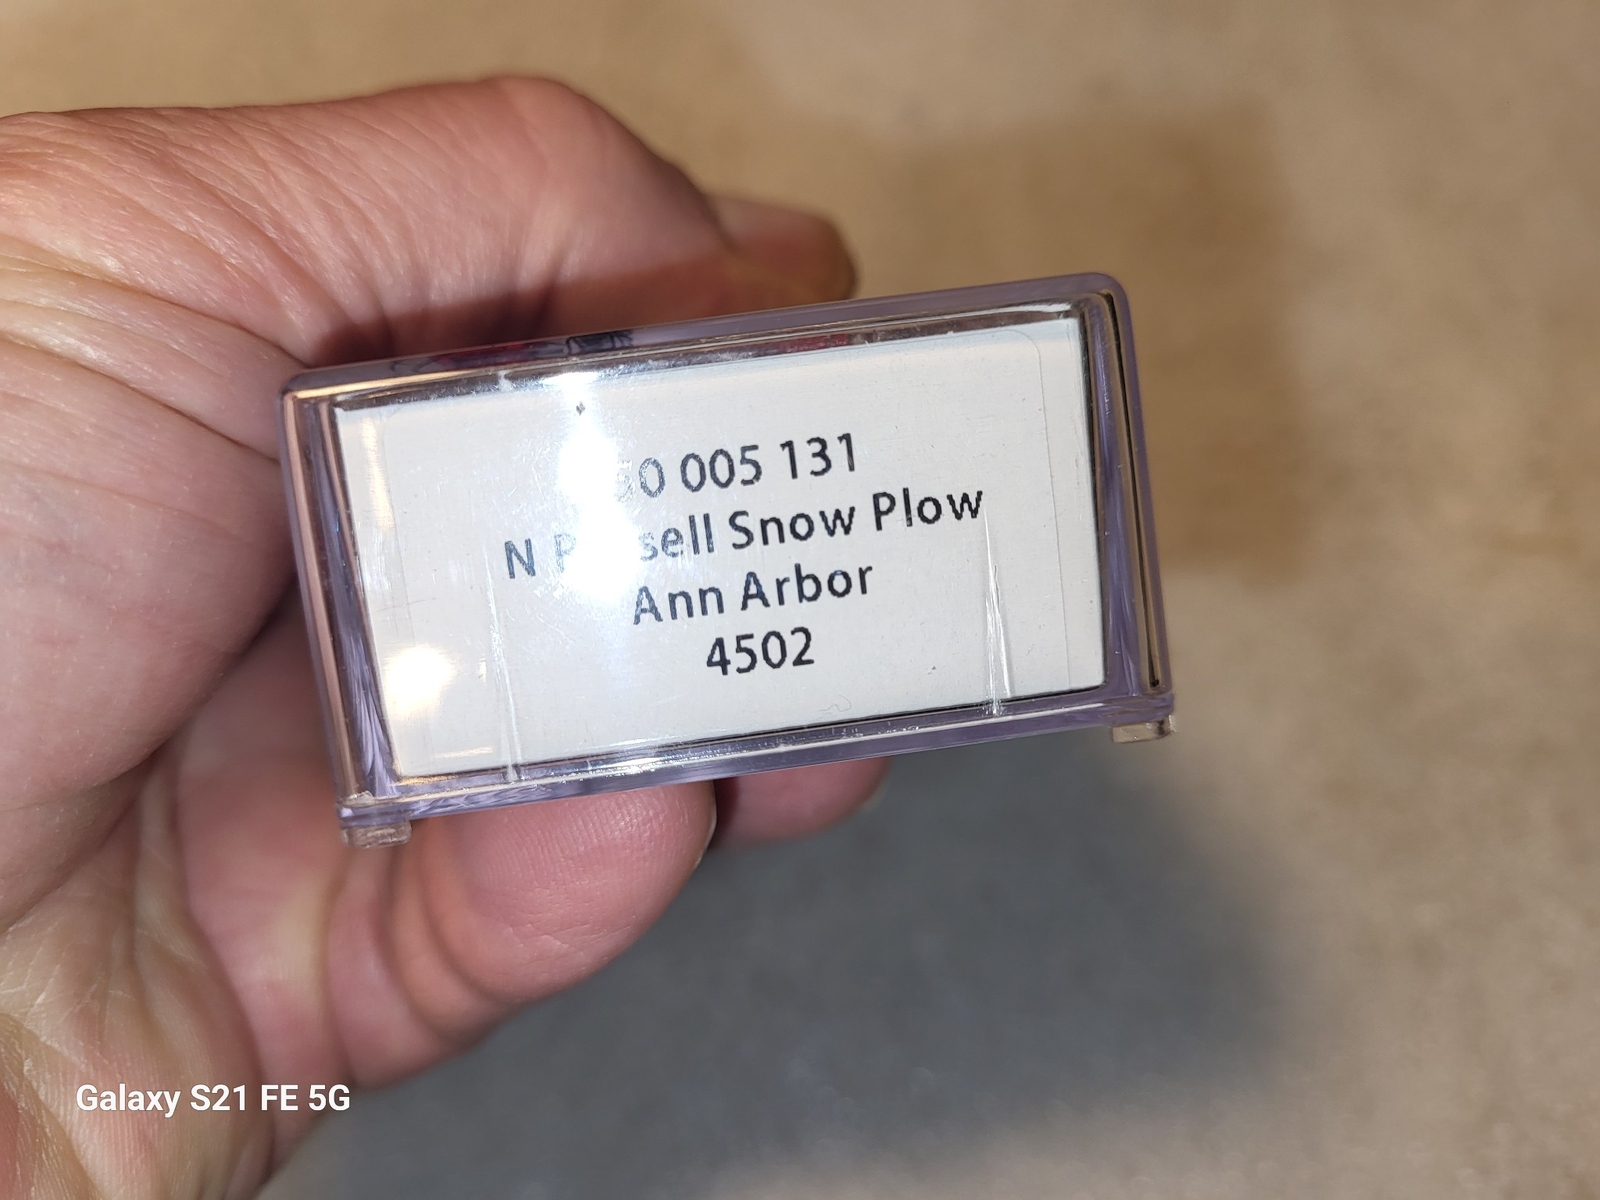 005 131
N Snow Plow
Ann Arbor
4502
Galaxy S21 FE 5G